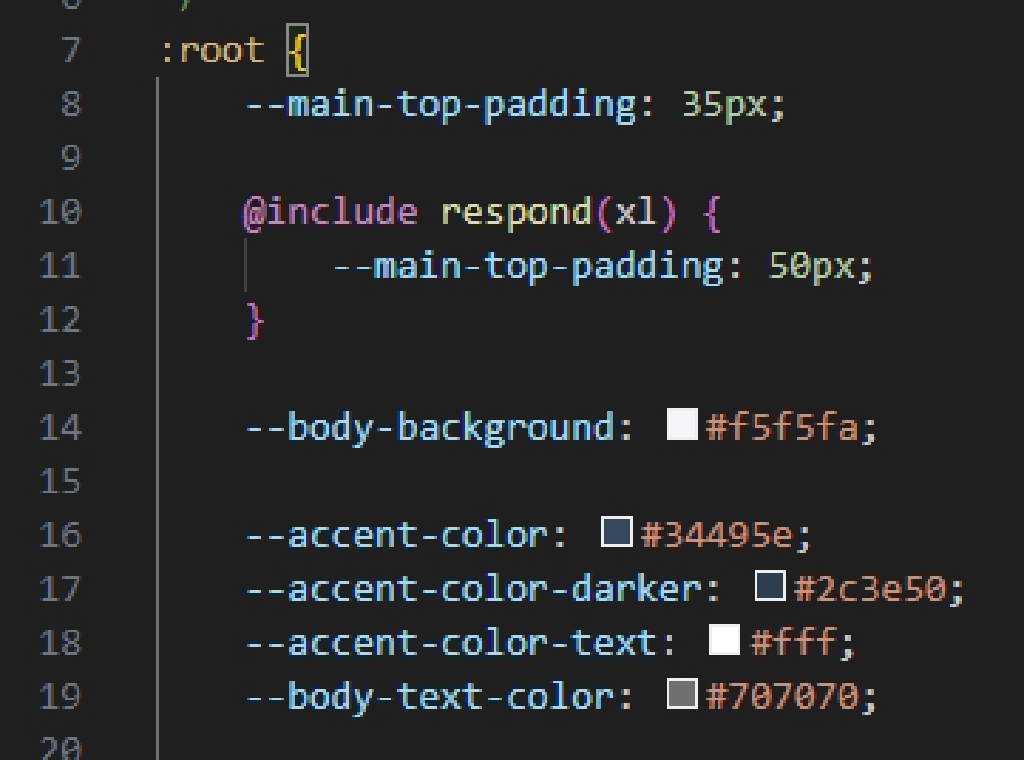 7 :root {
8 --main-top-padding: 35px;
9
10 @include respond(xl) {
11 --main-top-padding: 50px;
12 }
13
14 --body-background: #f5f5fa;
15
16 --accent-color: #34495e;
17 --accent-color-darker: #2c3e50;
18 --accent-color-text: #fff;
19 --body-text-color: #707070;
20